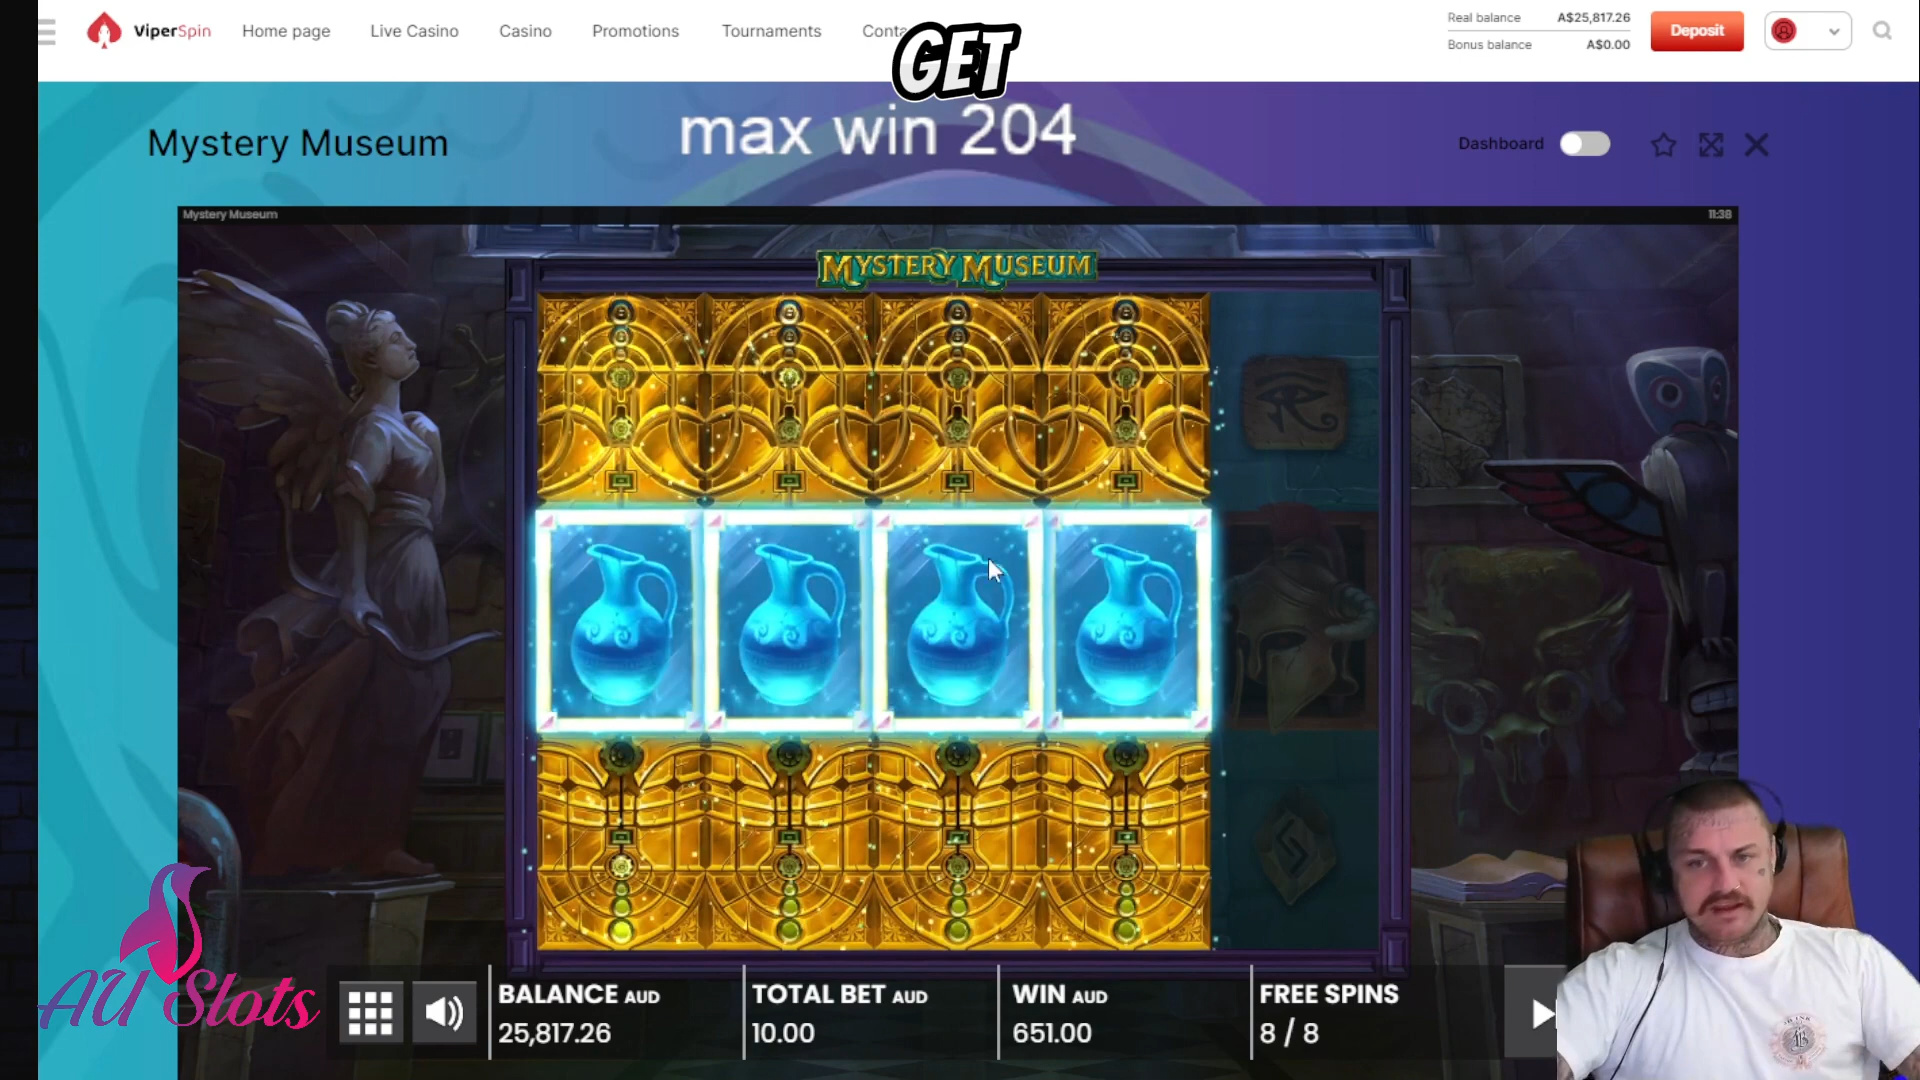 ViperSpin
Home page
Live Casino
Casino
Promotions
Tournaments
Conta
GET
Real balance A$25,817.26
Bonus balance A$0.00
Deposit
Mystery Museum
max win 204
Dashboard
Mystery Museum
11:38
MYSTERY MUSEUM
AU Slots
BALANCE AUD
25,817.26
TOTAL BET AUD
10.00
WIN AUD
651.00
FREE SPINS
8 / 8